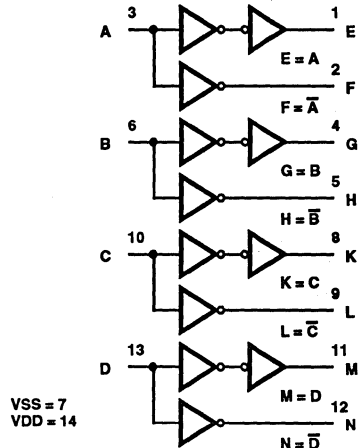 3 1
A E
E = A
2
F
F = A̅
6 4
B G
G = B
5
H
H = B̅
10 8
C K
K = C
9
L
L = C̅
13 11
D M
M = D
12
N
N = D̅
VSS = 7
VDD = 14